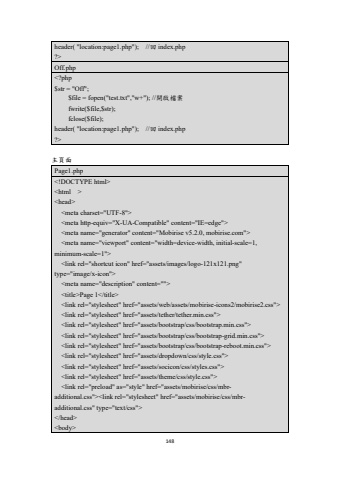 header( "location:page1.php");    //回 index.php
?>
Off.php
<?php
$str = "Off";
$file = fopen("test.txt","w+"); //開啟檔案
fwrite($file,$str);
fclose($file);
header( "location:page1.php");    //回 index.php
?>
主頁面
Page1.php
<!DOCTYPE html>
<html  >
<head>
<meta charset="UTF-8">
<meta http-equiv="X-UA-Compatible" content="IE=edge">
<meta name="generator" content="Mobirise v5.2.0, mobirise.com">
<meta name="viewport" content="width=device-width, initial-scale=1,
minimum-scale=1">
<link rel="shortcut icon" href="assets/images/logo-121x121.png"
type="image/x-icon">
<meta name="description" content="">
<title>Page 1</title>
<link rel="stylesheet" href="assets/web/assets/mobirise-icons2/mobirise2.css">
<link rel="stylesheet" href="assets/tether/tether.min.css">
<link rel="stylesheet" href="assets/bootstrap/css/bootstrap.min.css">
<link rel="stylesheet" href="assets/bootstrap/css/bootstrap-grid.min.css">
<link rel="stylesheet" href="assets/bootstrap/css/bootstrap-reboot.min.css">
<link rel="stylesheet" href="assets/dropdown/css/style.css">
<link rel="stylesheet" href="assets/socicon/css/styles.css">
<link rel="stylesheet" href="assets/theme/css/style.css">
<link rel="preload" as="style" href="assets/mobirise/css/mbr-
additional.css"><link rel="stylesheet" href="assets/mobirise/css/mbr-
additional.css" type="text/css">
</head>
<body>
148